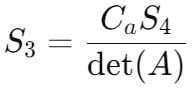 S_3 = \frac{C_a S_4}{\det(A)}